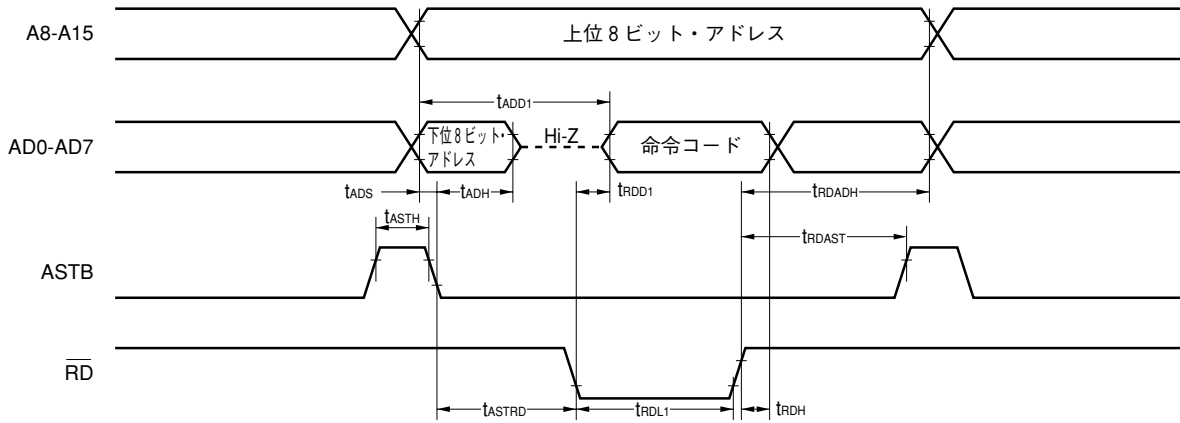 A8-A15
上位8ビット・アドレス
tADD1
AD0-AD7
下位8ビット・
アドレス
Hi-Z
命令コード
tADS
tADH
tRDD1
tRDADH
tASTH
tRDAST
ASTB
RD
tASTRD
tRDL1
tRDH